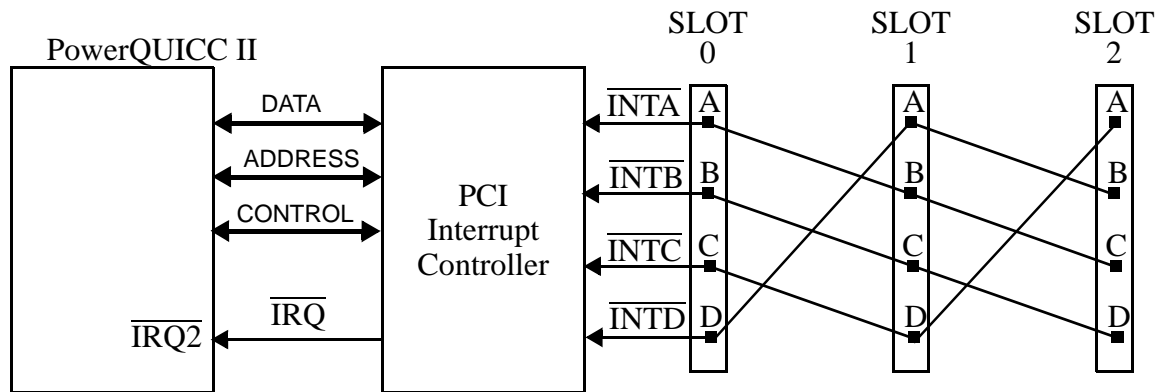 SLOT
0
SLOT
1
SLOT
2
PowerQUICC II
DATA
ADDRESS
CONTROL
IRQ
IRQ2
PCI
Interrupt
Controller
INTA
INTB
INTC
INTD
A
B
C
D
A
B
C
D
A
B
C
D